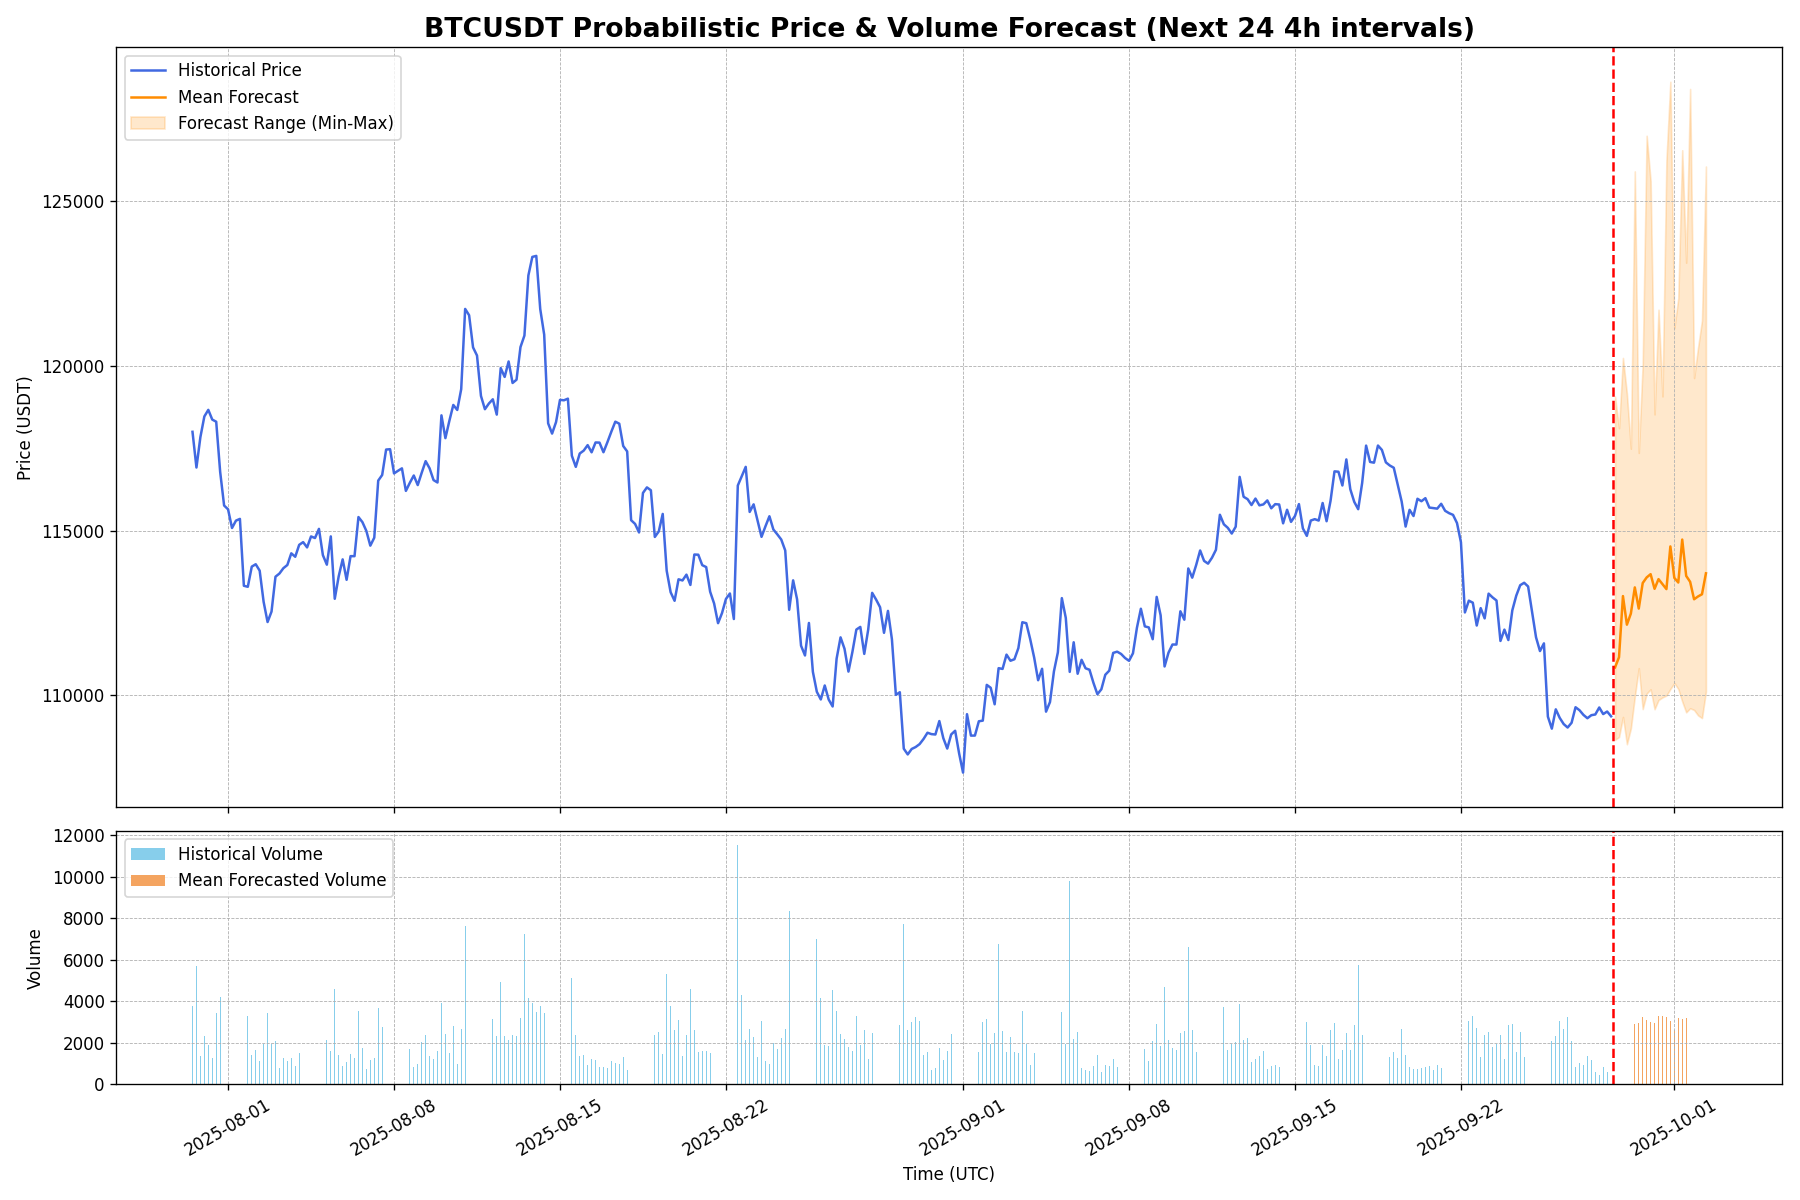 BTCUSDT Probabilistic Price & Volume Forecast (Next 24 4h intervals)
Historical Price
Mean Forecast
Forecast Range (Min-Max)
125000
120000
115000
110000
Price (USDT)
Historical Volume
Mean Forecasted Volume
12000
10000
8000
6000
4000
2000
0
Volume
2025-08-01
2025-08-08
2025-08-15
2025-08-22
2025-09-01
2025-09-08
2025-09-15
2025-09-22
2025-10-01
Time (UTC)